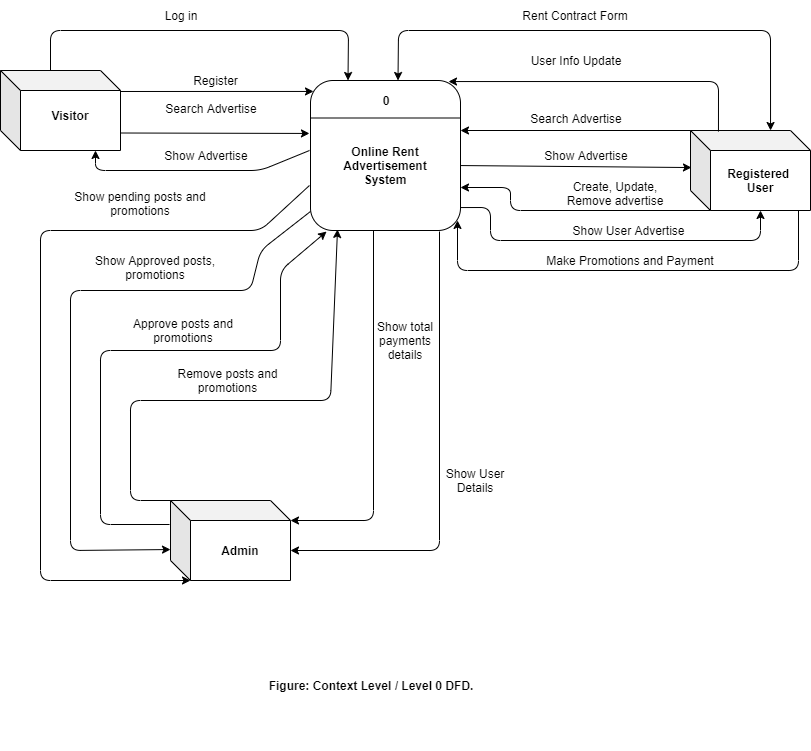 Log in
Rent Contract Form
User Info Update
Register
Search Advertise
Show Advertise
Visitor
0
Online Rent
Advertisement
System
Search Advertise
Show Advertise
Registered
User
Create, Update,
Remove advertise
Show User Advertise
Make Promotions and Payment
Show pending posts and
promotions
Show Approved posts,
promotions
Approve posts and
promotions
Remove posts and
promotions
Show total
payments
details
Show User
Details
Admin
Figure: Context Level / Level 0 DFD.